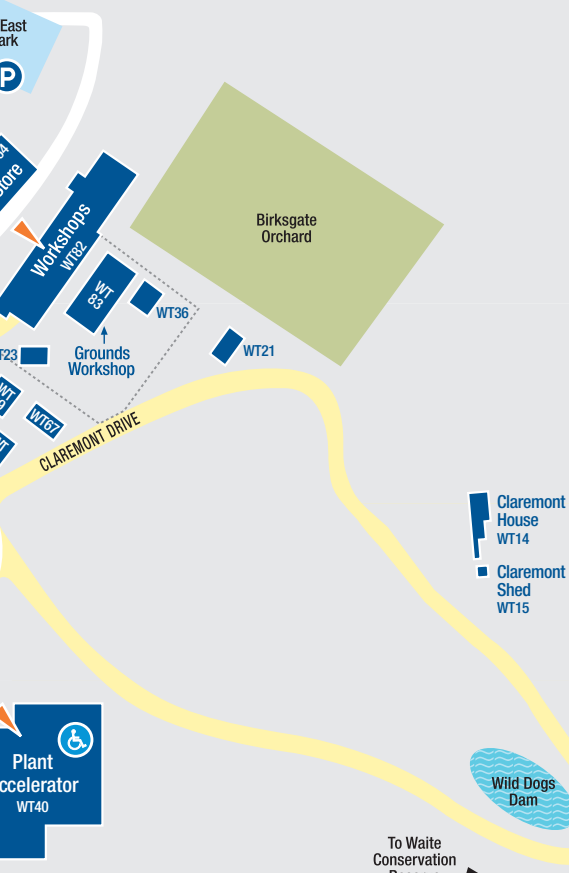 East
ark
P
Store
Workshops
WT82
WT
83
WT36
Grounds
Workshop
Birksgate
Orchard
WT21
WT67
CLAREMONT DRIVE
Claremont
House
WT14
Claremont
Shed
WT15
Plant
ccelerator
WT40
Wild Dogs
Dam
To Waite
Conservation